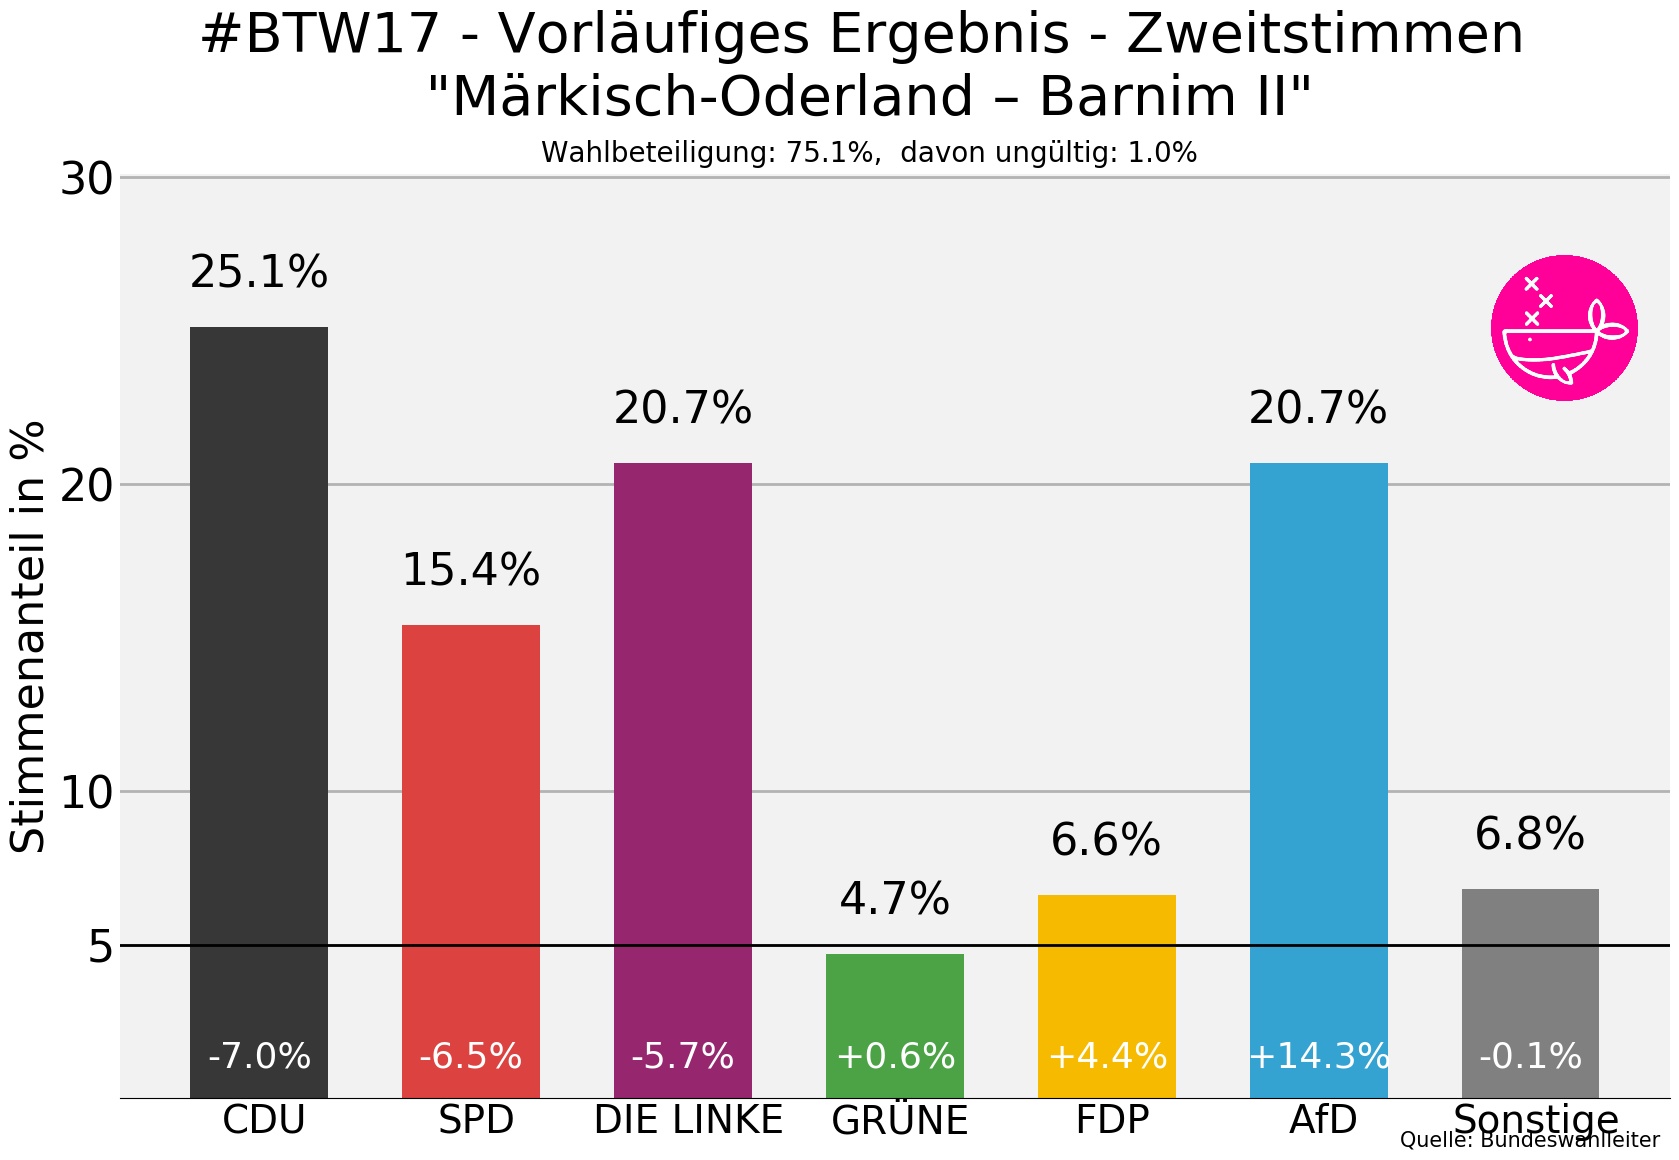 #BTW17 - Vorläufiges Ergebnis - Zweitstimmen
"Märkisch-Oderland – Barnim II"
Wahlbeteiligung: 75.1%, davon ungültig: 1.0%
Stimmenanteil in %
30
20
10
5
25.1%
15.4%
20.7%
4.7%
6.6%
20.7%
6.8%
-7.0%
-6.5%
-5.7%
+0.6%
+4.4%
+14.3%
-0.1%
CDU
SPD
DIE LINKE
GRÜNE
FDP
AfD
Sonstige
Quelle: Bundeswahlleiter